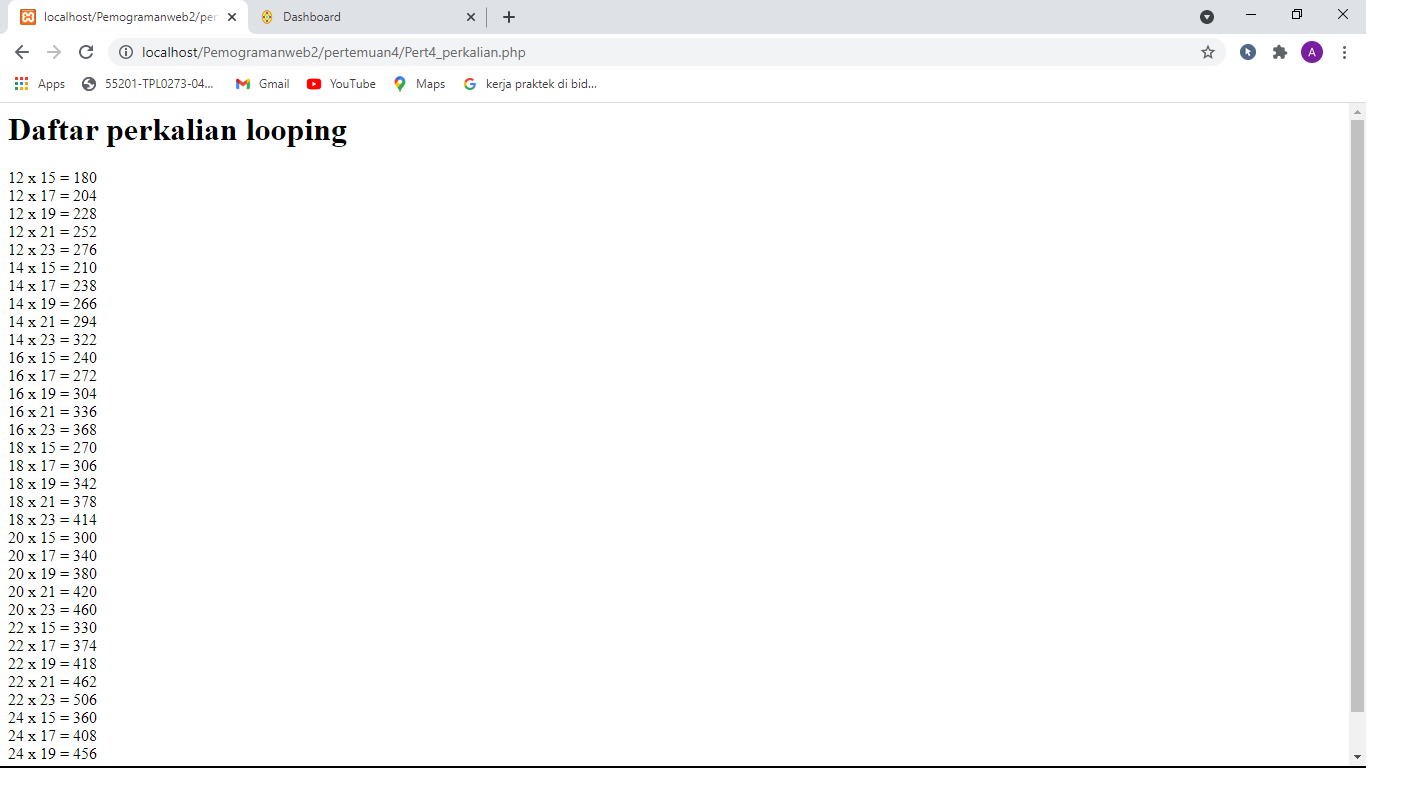 localhost/Pemogramanweb2/per
Dashboard
localhost/Pemogramanweb2/pertemuan4/Pert4_perkalian.php
A
Apps
55201-TPL0273-04...
Gmail
YouTube
Maps
kerja praktek di bid...
Daftar perkalian looping
12 x 15 = 180
12 x 17 = 204
12 x 19 = 228
12 x 21 = 252
12 x 23 = 276
14 x 15 = 210
14 x 17 = 238
14 x 19 = 266
14 x 21 = 294
14 x 23 = 322
16 x 15 = 240
16 x 17 = 272
16 x 19 = 304
16 x 21 = 336
16 x 23 = 368
18 x 15 = 270
18 x 17 = 306
18 x 19 = 342
18 x 21 = 378
18 x 23 = 414
20 x 15 = 300
20 x 17 = 340
20 x 19 = 380
20 x 21 = 420
20 x 23 = 460
22 x 15 = 330
22 x 17 = 374
22 x 19 = 418
22 x 21 = 462
22 x 23 = 506
24 x 15 = 360
24 x 17 = 408
24 x 19 = 456